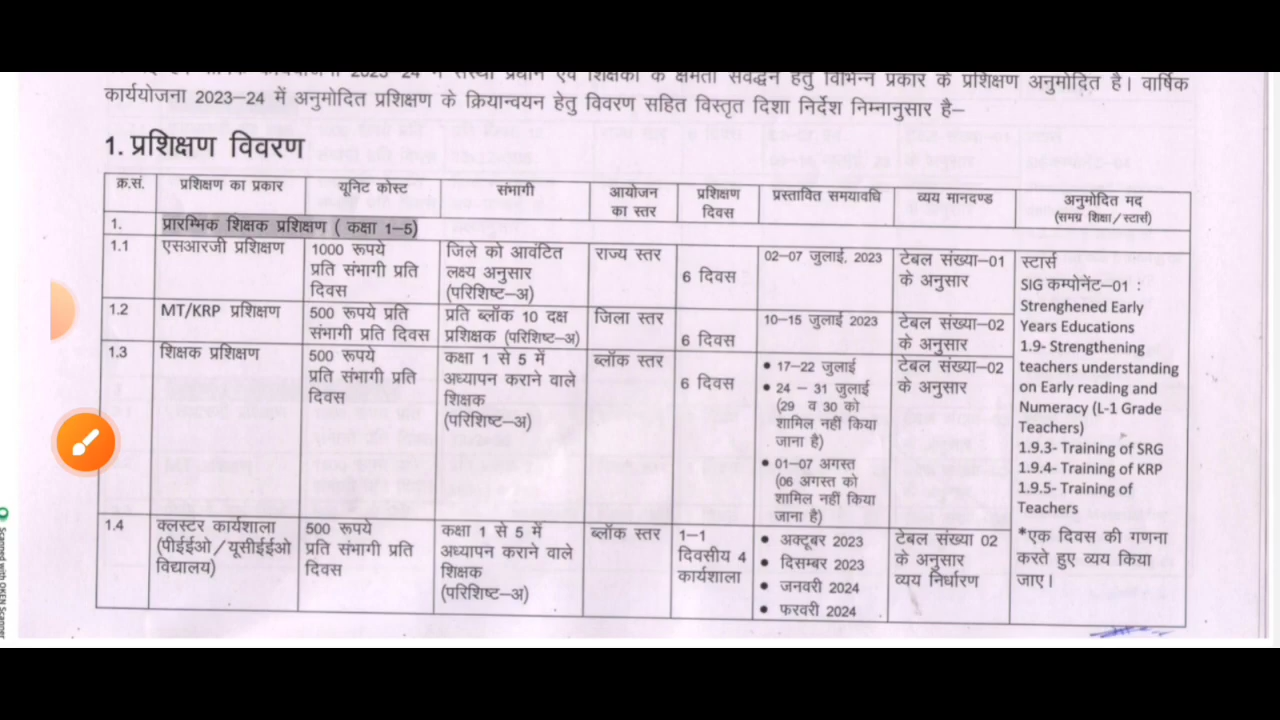 2023–24 में संस्था प्रधान एवं शिक्षकों के क्षमता संवर्द्धन हेतु विभिन्न प्रकार के प्रशिक्षण अनुमोदित है। वार्षिक
कार्ययोजना 2023–24 में अनुमोदित प्रशिक्षण के क्रियान्वयन हेतु विवरण सहित विस्तृत दिशा निर्देश निम्नानुसार है–
1. प्रशिक्षण विवरण
क्र.सं. प्रशिक्षण का प्रकार यूनिट कोस्ट संभागी आयोजन का स्तर प्रशिक्षण दिवस प्रस्तावित समयावधि व्यय मानदण्ड अनुमोदित मद (समग्र शिक्षा/स्टार्स)
1. प्रारम्भिक शिक्षक प्रशिक्षण ( कक्षा 1–5)
1.1 एसआरजी प्रशिक्षण
1000 रूपये
प्रति संभागी प्रति
दिवस
जिले को आवंटित
लक्ष्य अनुसार
(परिशिष्ट–अ)
राज्य स्तर
6 दिवस
02–07 जुलाई, 2023
टेबल संख्या–01
के अनुसार
स्टार्स
SIG कम्पोनेंट–01 :
Strenghened Early
Years Educations
1.9- Strengthening
teachers understanding
on Early reading and
Numeracy (L-1 Grade
Teachers)
1.9.3- Training of SRG
1.9.4- Training of KRP
1.9.5- Training of
Teachers
*एक दिवस की गणना
करते हुए व्यय किया
जाए।
1.2 MT/KRP प्रशिक्षण
500 रूपये प्रति
संभागी प्रति दिवस
प्रति ब्लॉक 10 दक्ष
प्रशिक्षक (परिशिष्ट–अ)
जिला स्तर
6 दिवस
10–15 जुलाई 2023
टेबल संख्या–02
के अनुसार
1.3 शिक्षक प्रशिक्षण
500 रूपये
प्रति संभागी प्रति
दिवस
कक्षा 1 से 5 में
अध्यापन कराने वाले
शिक्षक
(परिशिष्ट–अ)
ब्लॉक स्तर
6 दिवस
• 17–22 जुलाई
• 24 – 31 जुलाई
(29 व 30 को
शामिल नहीं किया
जाना है)
• 01–07 अगस्त
(06 अगस्त को
शामिल नहीं किया
जाना है)
टेबल संख्या–02
के अनुसार
1.4 क्लस्टर कार्यशाला
(पीईईओ/यूसीईईओ
विद्यालय)
500 रूपये
प्रति संभागी प्रति
दिवस
कक्षा 1 से 5 में
अध्यापन कराने वाले
शिक्षक
(परिशिष्ट–अ)
ब्लॉक स्तर
1–1
दिवसीय 4
कार्यशाला
• अक्टूबर 2023
• दिसम्बर 2023
• जनवरी 2024
• फरवरी 2024
टेबल संख्या 02
के अनुसार
व्यय निर्धारण
Scanned with OKEN Scanner